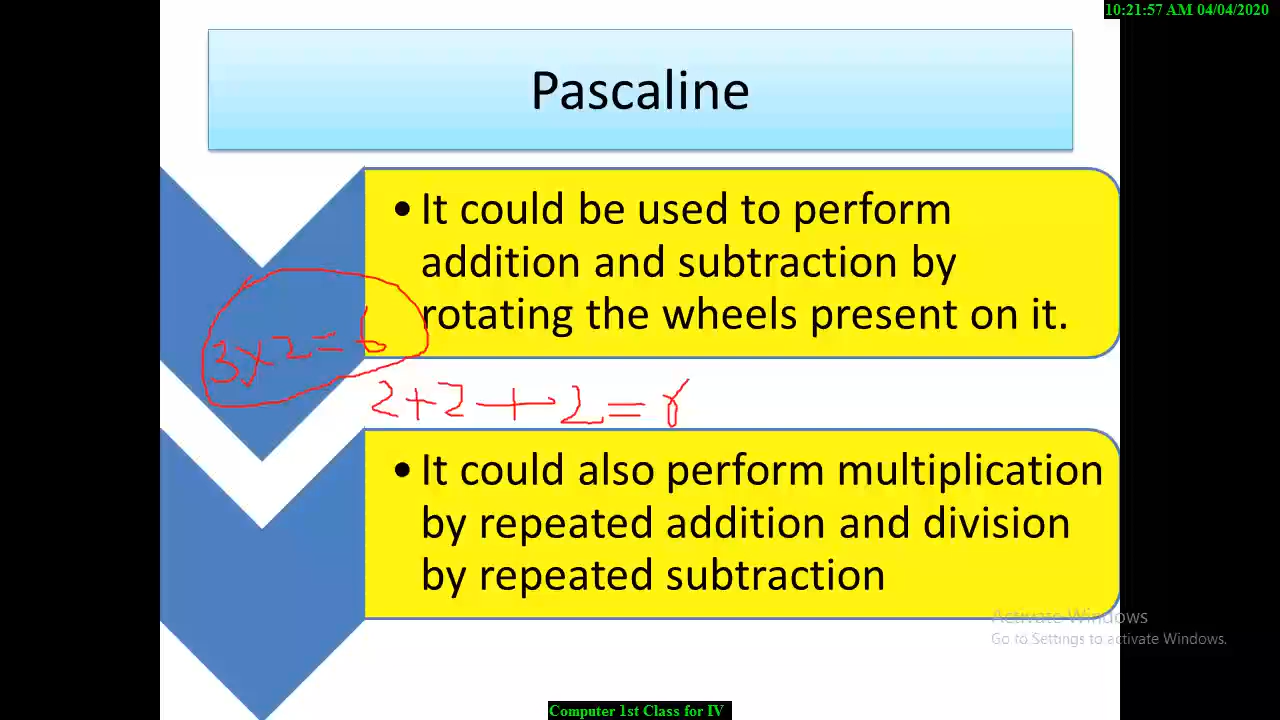 10:21:57 AM 04/04/2020
Pascaline
• It could be used to perform
addition and subtraction by
rotating the wheels present on it.
3x2=6
2+2+2=6
• It could also perform multiplication
by repeated addition and division
by repeated subtraction
Activate Windows
Go to Settings to activate Windows.
Computer 1st Class for IV